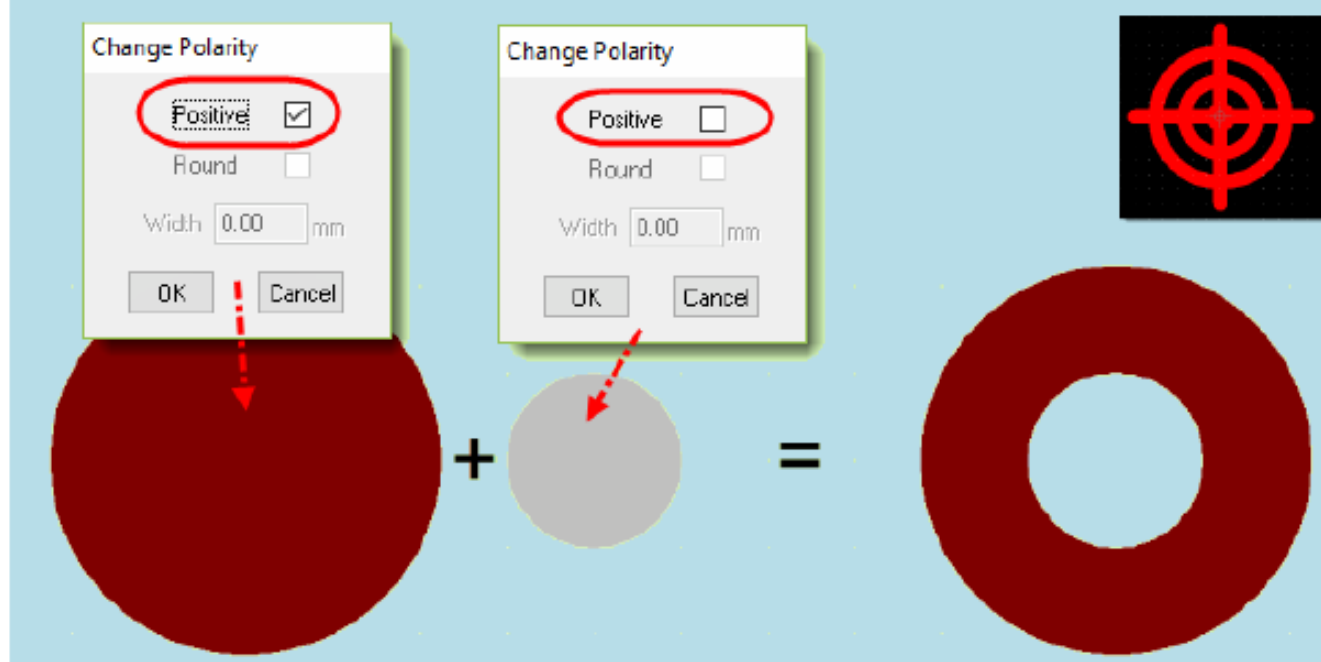 Change Polarity
Positive
Round
Width 0.00 mm
OK Cancel
Change Polarity
Positive
Round
Width 0.00 mm
OK Cancel
+ =